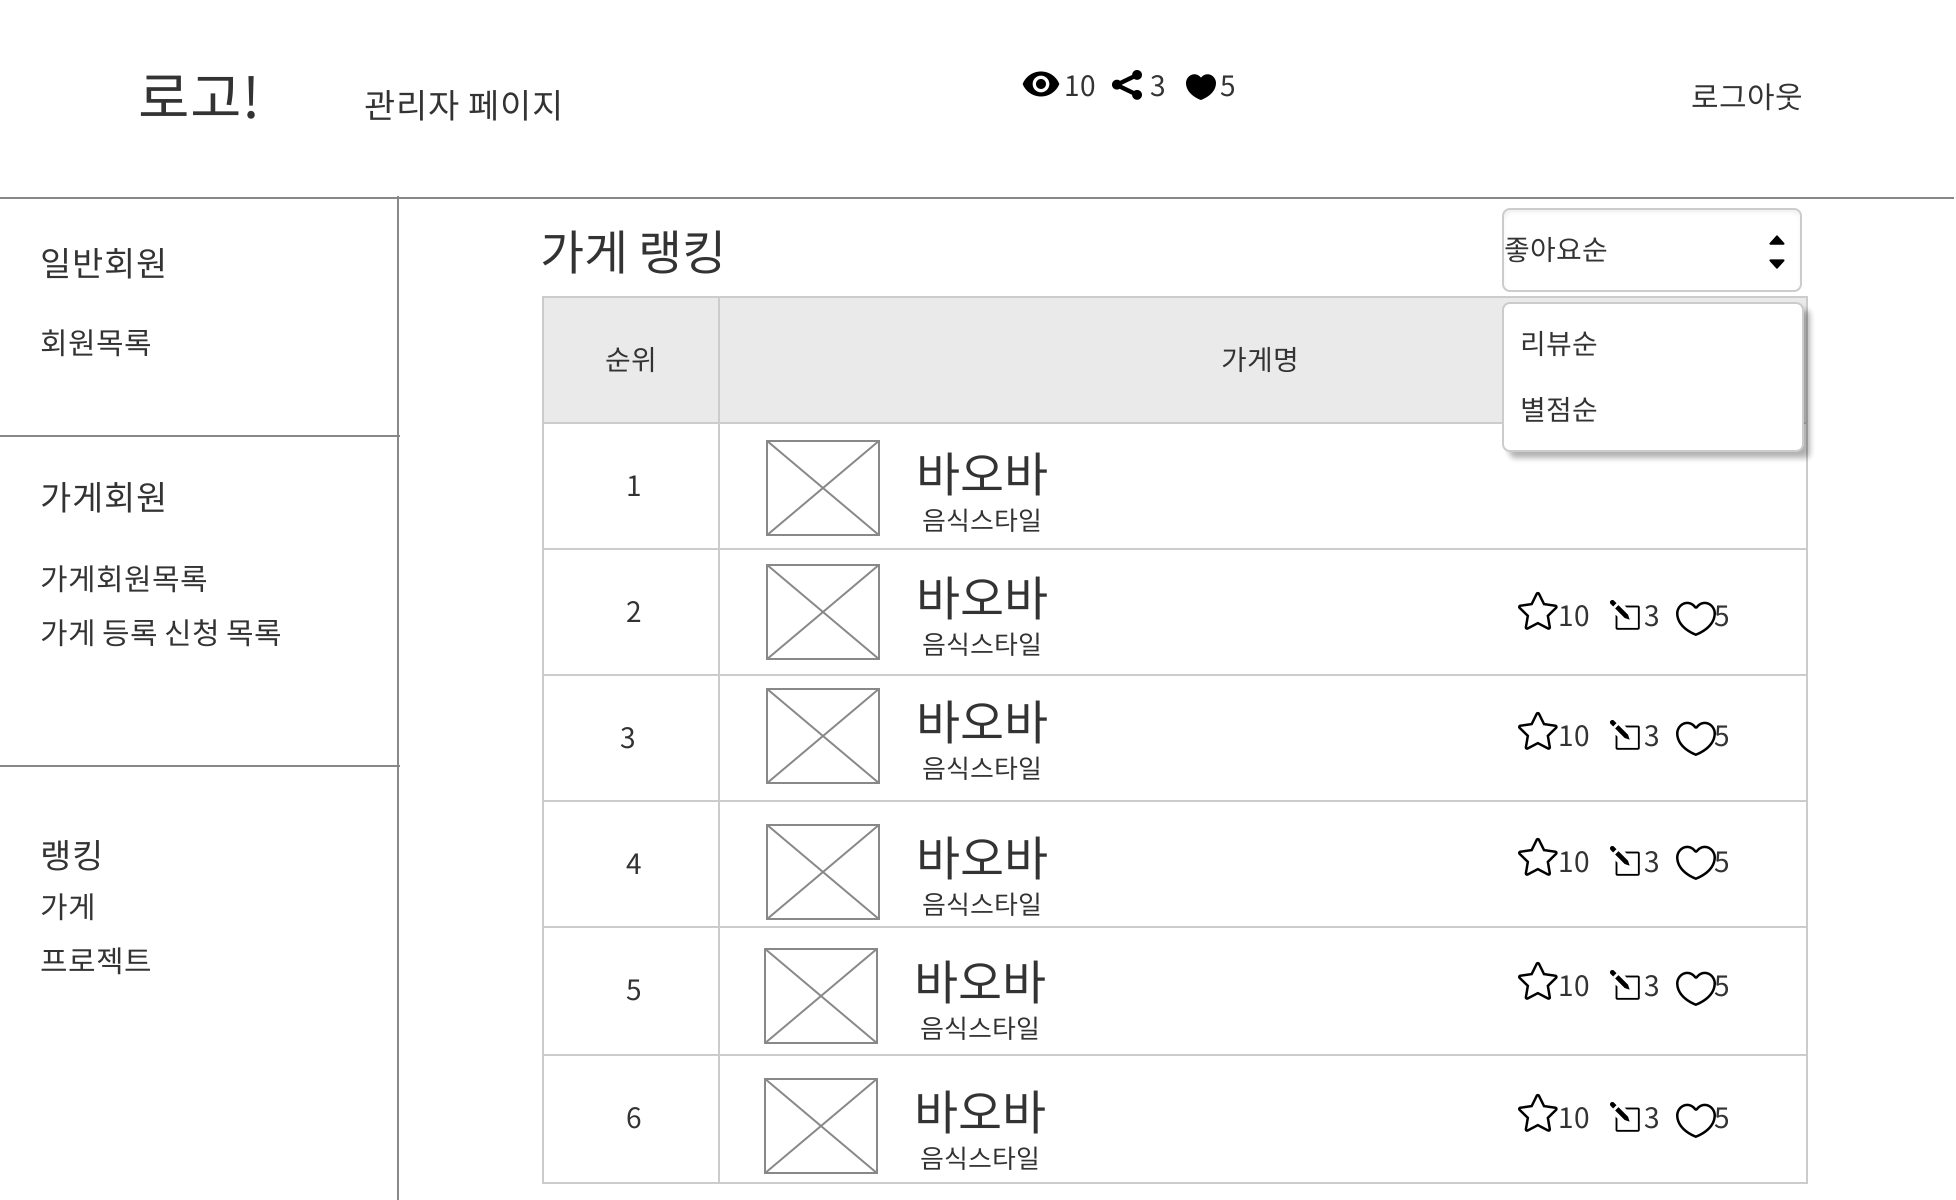 로고!
관리자 페이지
10 3 5
로그아웃
일반회원
회원목록
가게회원
가게회원목록
가게 등록 신청 목록
랭킹
가게
프로젝트
가게 랭킹
좋아요순
리뷰순
별점순
순위
가게명
1
바오바
음식스타일
2
바오바
음식스타일
10 3 5
3
바오바
음식스타일
10 3 5
4
바오바
음식스타일
10 3 5
5
바오바
음식스타일
10 3 5
6
바오바
음식스타일
10 3 5